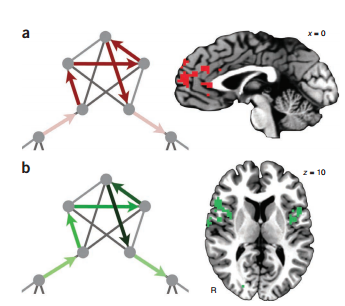 a
x = 0
b
z = 10
R